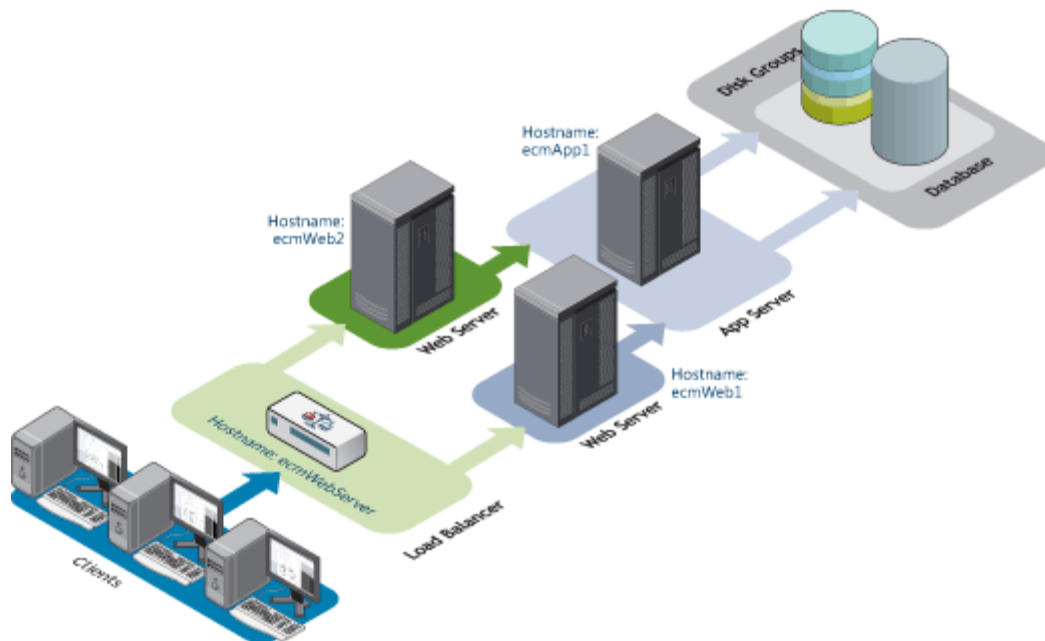 Disk Groups
Database
Hostname:
ecmApp1
App Server
Hostname:
ecmWeb2
Web Server
Hostname:
ecmWeb1
Web Server
Hostname: ecmWebServer
Load Balancer
Clients